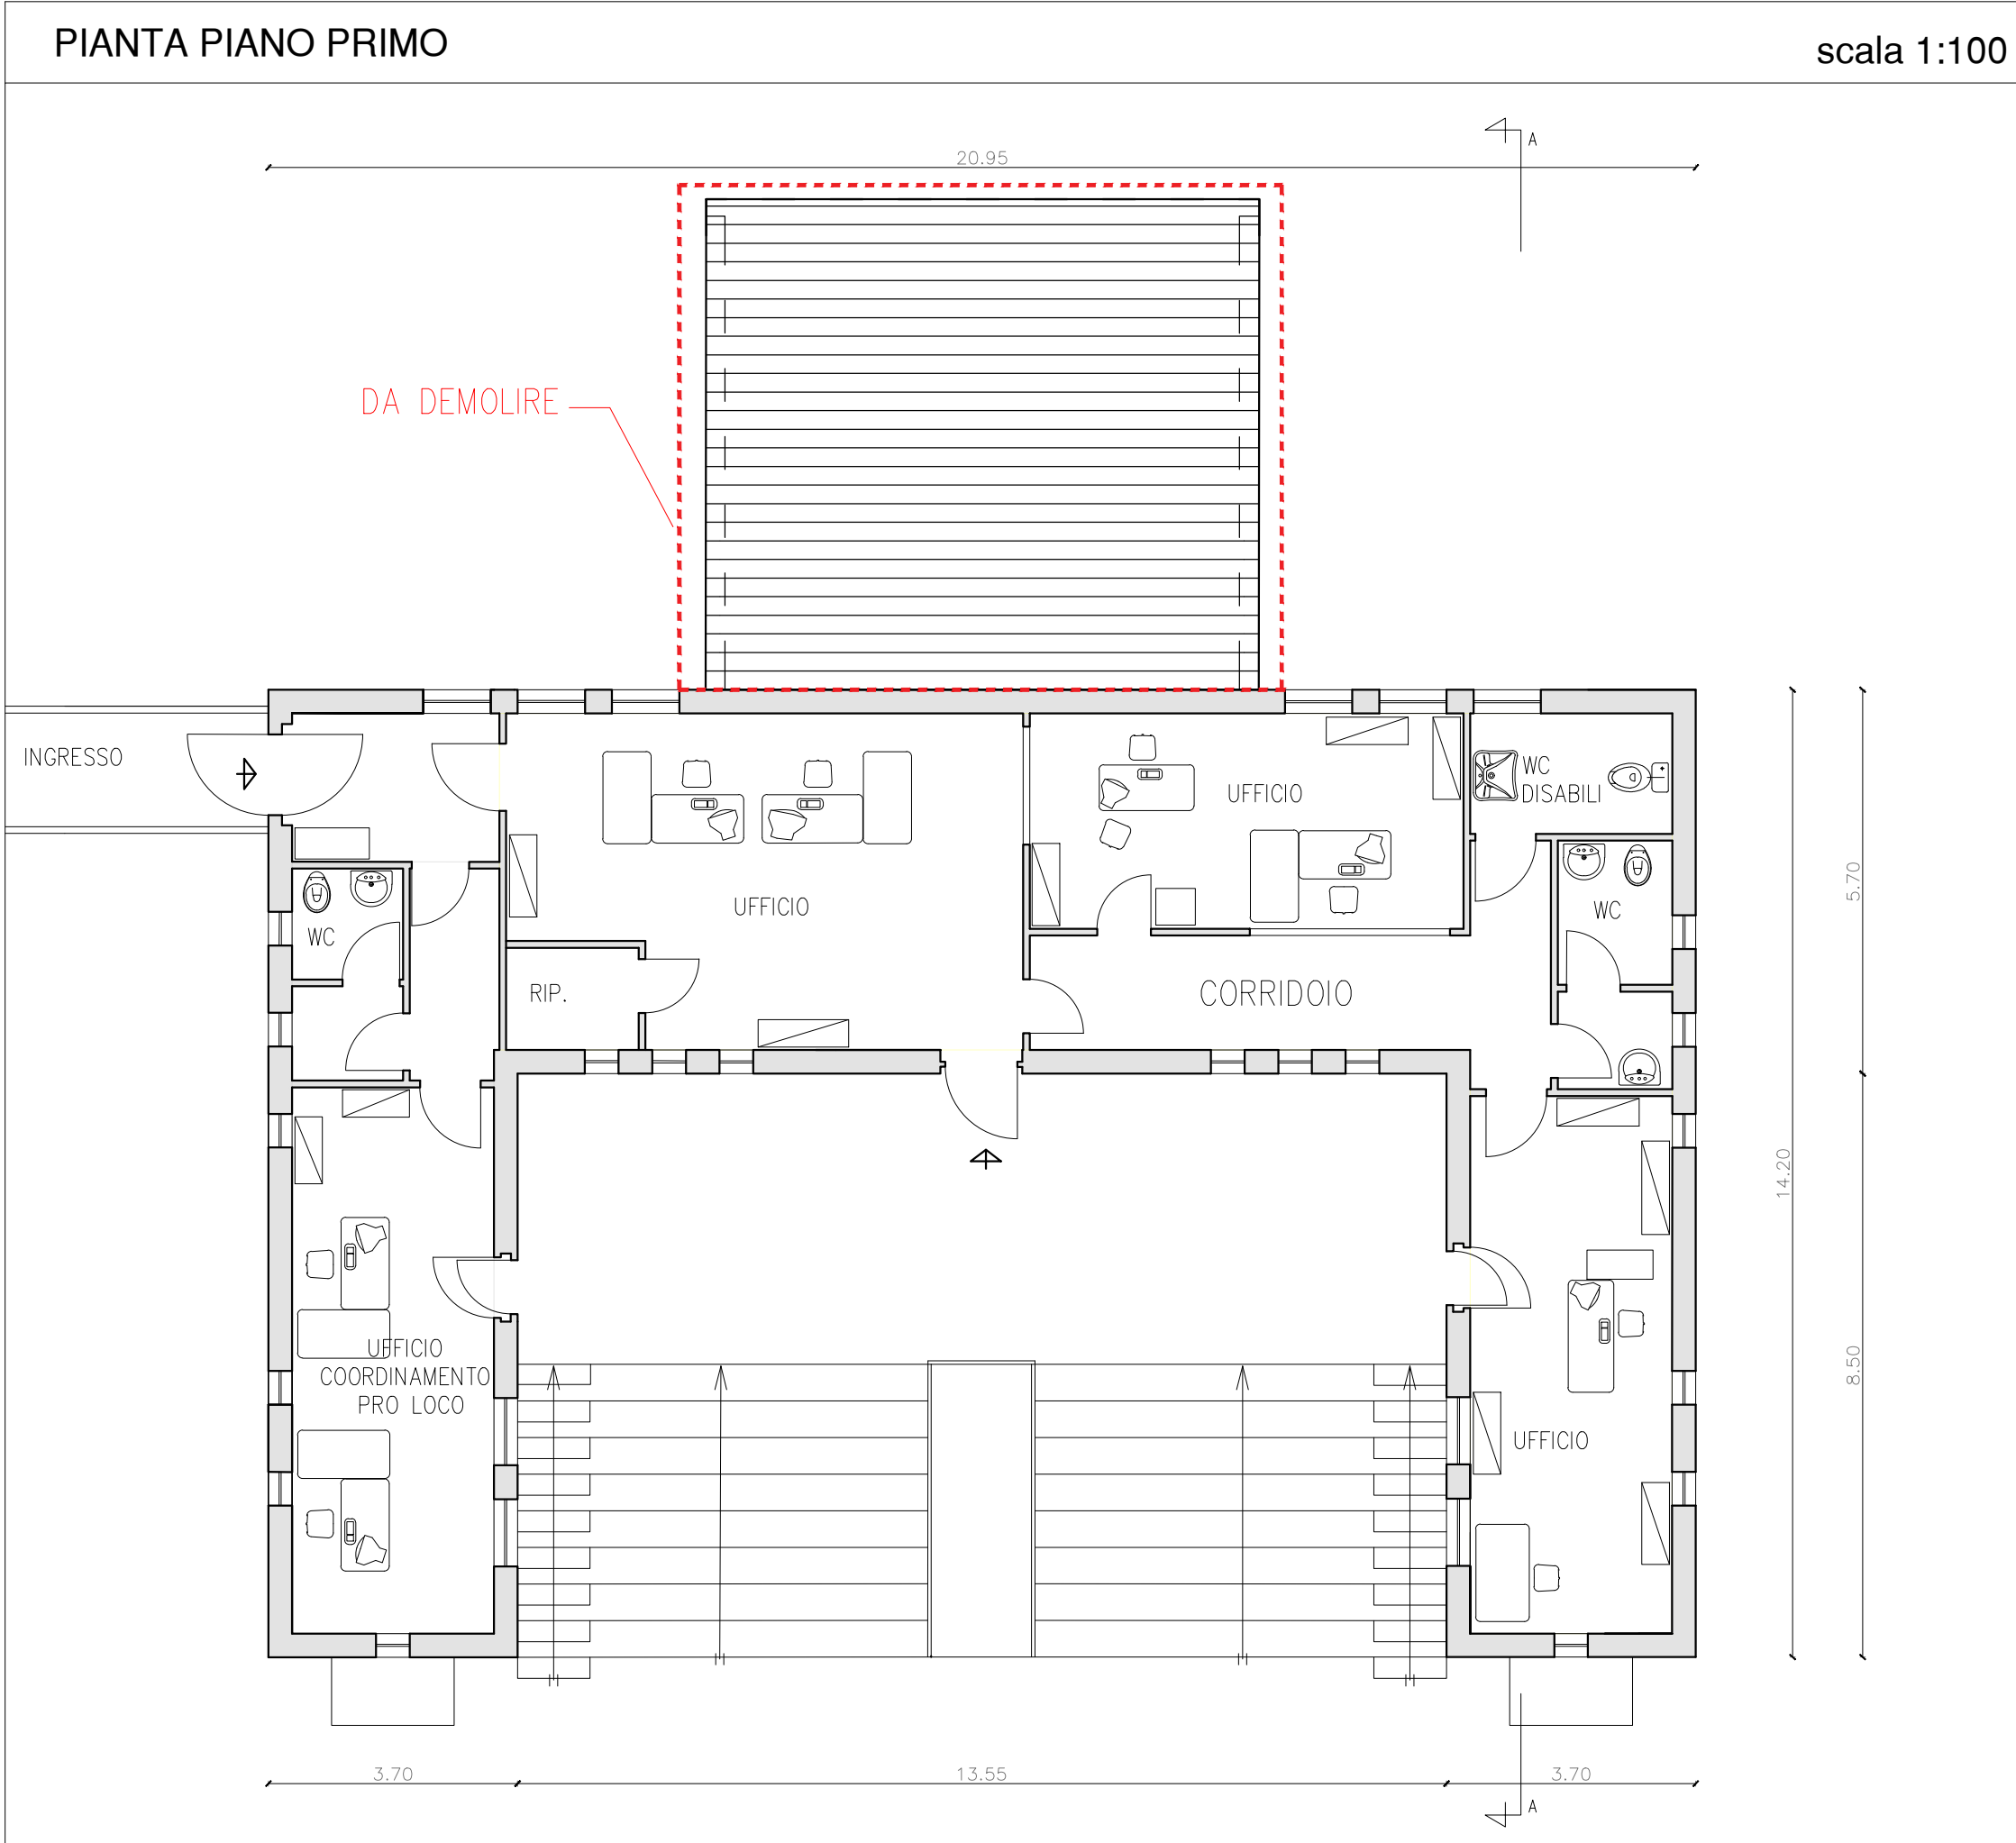 PIANTA PIANO PRIMO
scala 1:100
A
20.95
DA DEMOLIRE
INGRESSO
WC
DISABILI
UFFICIO
5.70
UFFICIO
WC
WC
RIP.
CORRIDOIO
14.20
UFFICIO
COORDINAMENTO
PRO LOCO
8.50
UFFICIO
3.70
13.55
3.70
A